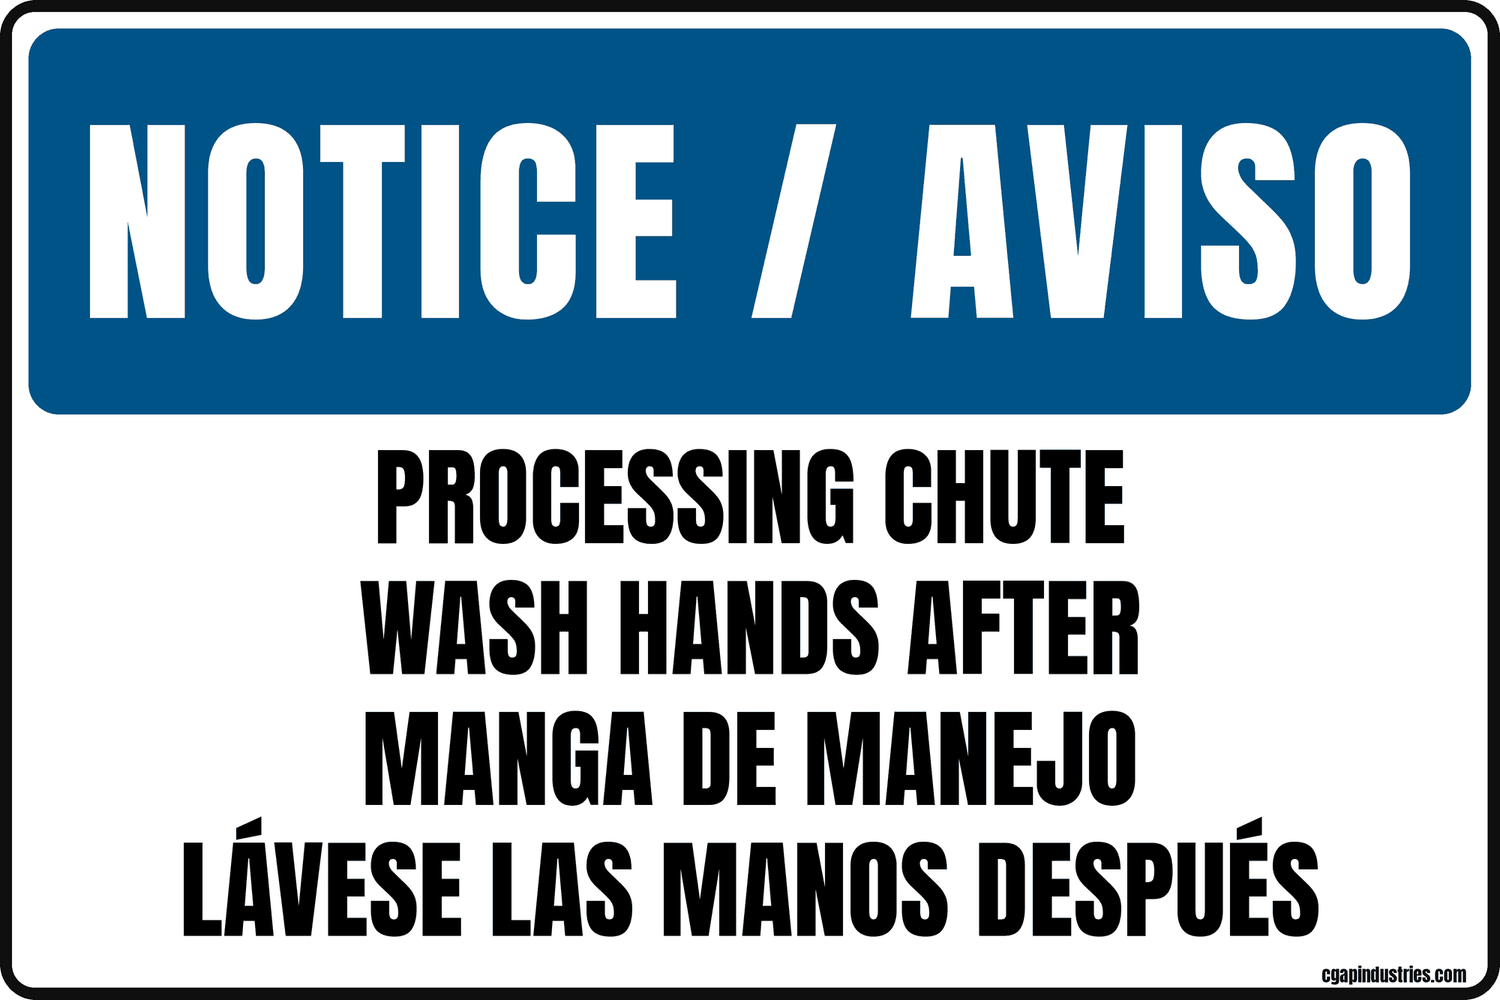 NOTICE / AVISO
PROCESSING CHUTE
WASH HANDS AFTER
MANGA DE MANEJO
LÁVESE LAS MANOS DESPUÉS
cgapindustries.com